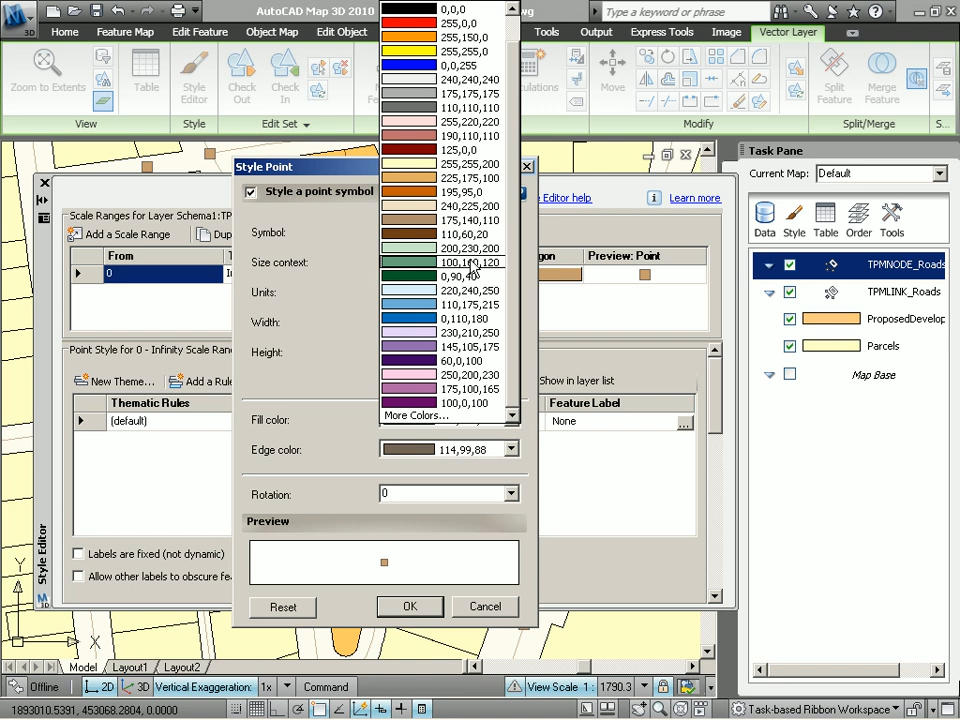 AutoCAD Map 3D 2010
wg
Type a keyword or phrase
Home
Feature Map
Edit Feature
Object Map
Edit Object
Tools
Output
Express Tools
Image
Vector Layer
Zoom to Extents
Table
Style Editor
Check Out
Check In
Move
Split Feature
Merge Feature
View
Style
Edit Set
Modify
Split/Merge
S...
0,0,0
255,0,0
255,150,0
255,255,0
0,0,255
240,240,240
175,175,175
110,110,110
255,220,220
190,110,110
125,0,0
255,255,200
225,175,100
195,95,0
240,225,200
175,140,110
110,60,20
200,230,200
0,90,40
220,240,250
110,175,215
0,110,180
230,210,250
145,105,175
60,0,100
250,200,230
175,100,165
100,0,100
More Colors...
Style Point
Style a point symbol
Symbol:
Size context:
Units:
Width:
Height:
Fill color:
Edge color:
114,99,88
Rotation:
0
Preview
Reset
OK
Cancel
Style Editor
Scale Ranges for Layer Schema1:TP
Add a Scale Range
Dup
From
0
Point Style for 0 - Infinity Scale Ran
New Theme...
Add a Rule
Thematic Rules
(default)
Labels are fixed (not dynamic)
Allow other labels to obscure fe
e Editor help
Learn more
gon
Preview: Point
Show in layer list
Feature Label
None
...
Task Pane
Current Map:
Default
Data
Style
Table
Order
Tools
TPMNODE_Roads
TPMLINK_Roads
ProposedDevelop
Parcels
Map Base
Y
X
Model
Layout1
Layout2
Offline
2D
3D
Vertical Exaggeration:
1x
Command
View Scale
1 :
1790.3
1893010.5391, 453068.2804, 0.0000
Task-based Ribbon Workspace